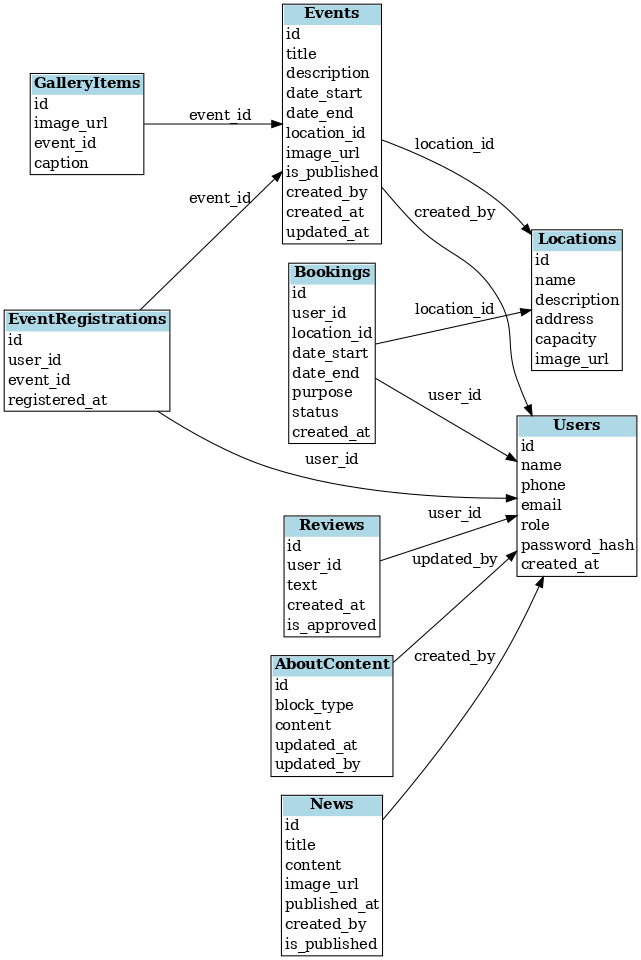 GalleryItems
id
image_url
event_id
caption
EventRegistrations
id
user_id
event_id
registered_at
event_id
event_id
user_id
Events
id
title
description
date_start
date_end
location_id
image_url
is_published
created_by
created_at
updated_at
Bookings
id
user_id
location_id
date_start
date_end
purpose
status
created_at
Reviews
id
user_id
text
created_at
is_approved
AboutContent
id
block_type
content
updated_at
updated_by
News
id
title
content
image_url
published_at
created_by
is_published
location_id
created_by
location_id
user_id
user_id
updated_by
created_by
Locations
id
name
description
address
capacity
image_url
Users
id
name
phone
email
role
password_hash
created_at